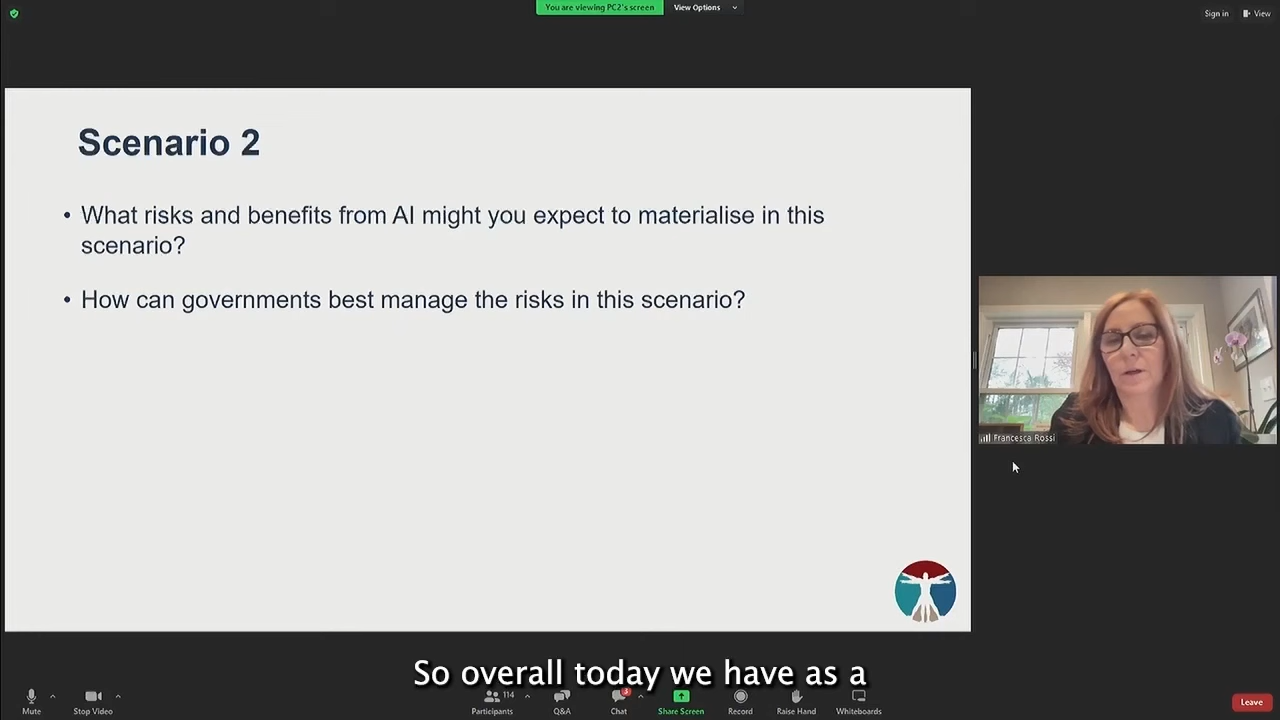 You are viewing PC2's screen
View Options
Sign in
View
Scenario 2
• What risks and benefits from AI might you expect to materialise in this
scenario?
• How can governments best manage the risks in this scenario?
Francesca Rossi
So overall today we have as a
Mute
Stop Video
114
Participants
Q&A
3
Chat
Share Screen
Record
Raise Hand
Whiteboards
Leave